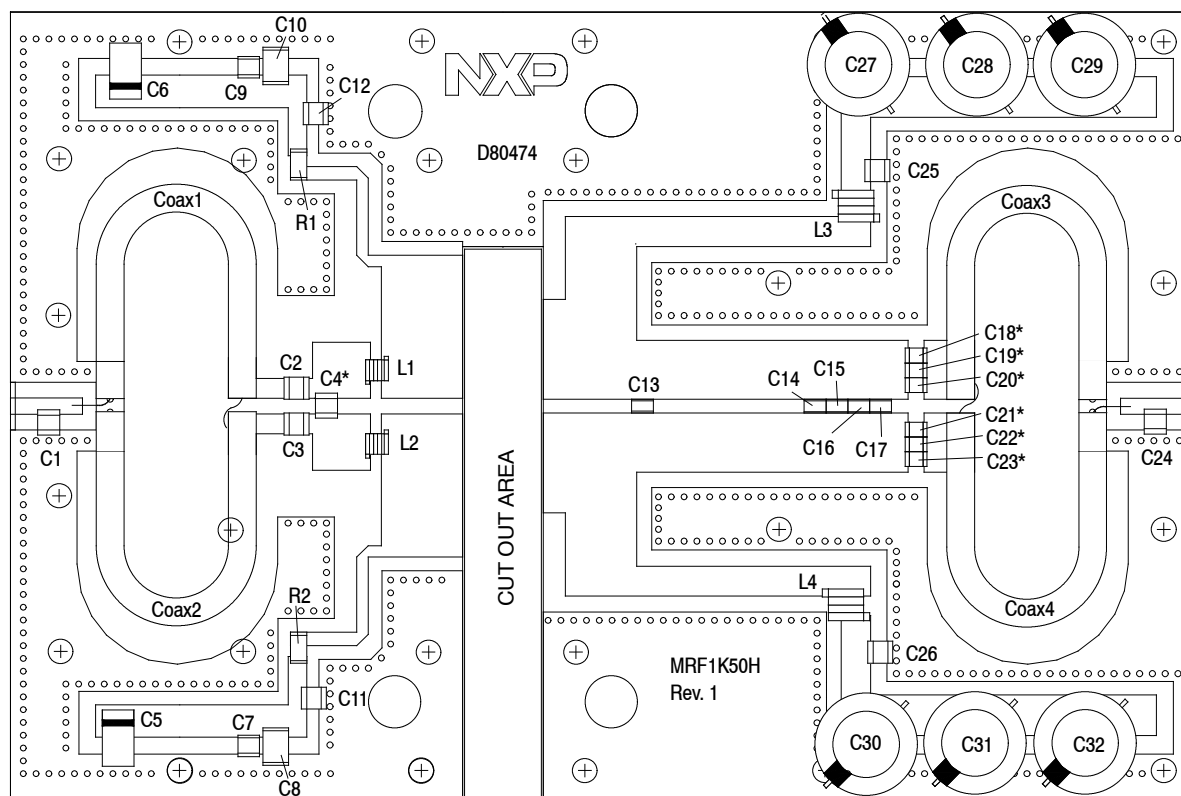 C10
C6
C9
C12
NXP
D80474
C27
C28
C29
C25
R1
L3
Coax1
Coax3
C18*
C19*
C20*
C2
C4*
L1
C13
C14
C15
C16
C17
C21*
C22*
C23*
C1
C3
L2
C24
CUT OUT AREA
Coax2
R2
L4
Coax4
C26
MRF1K50H
Rev. 1
C11
C5
C7
C8
C30
C31
C32